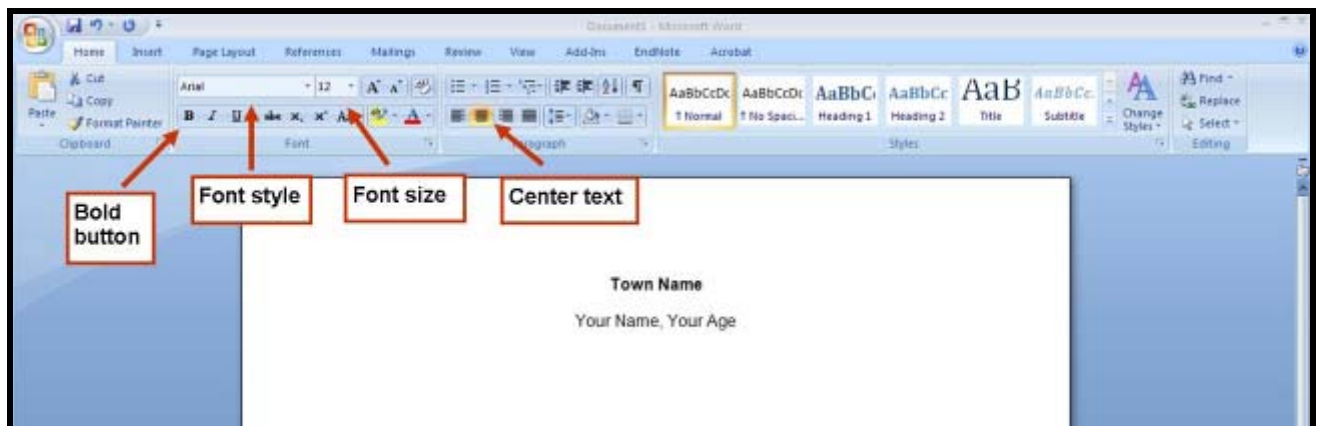 Document1 - Microsoft Word
Home Insert Page Layout References Mailings Review View Add-Ins EndNote Acrobat
Cut
Copy
Paste
Format Painter
Clipboard
Arial 12
B I U abc
Font
Paragraph
AaBbCcDc AaBbCcDc AaBbC AaBbCc AaB AaBbCc.
¶ Normal ¶ No Spaci... Heading 1 Heading 2 Title Subtitle
Change
Styles
Styles
Find
Replace
Select
Editing
Bold
button
Font style
Font size
Center text
Town Name
Your Name, Your Age